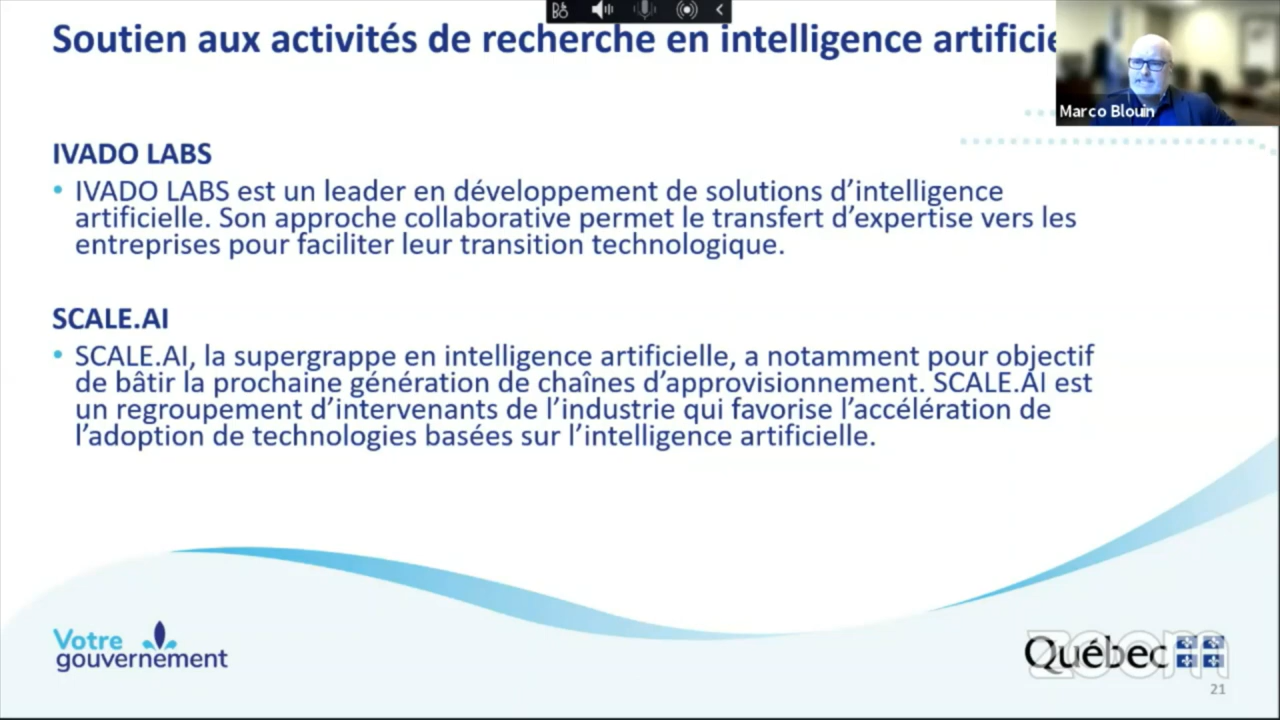 Soutien aux activités de recherche en intelligence artificie
Marco Blouin
IVADO LABS
• IVADO LABS est un leader en développement de solutions d’intelligence
artificielle. Son approche collaborative permet le transfert d’expertise vers les
entreprises pour faciliter leur transition technologique.
SCALE.AI
• SCALE.AI, la supergrappe en intelligence artificielle, a notamment pour objectif
de bâtir la prochaine génération de chaînes d’approvisionnement. SCALE.AI est
un regroupement d’intervenants de l’industrie qui favorise l’accélération de
l’adoption de technologies basées sur l’intelligence artificielle.
Votre
gouvernement
Québec
zoom
21